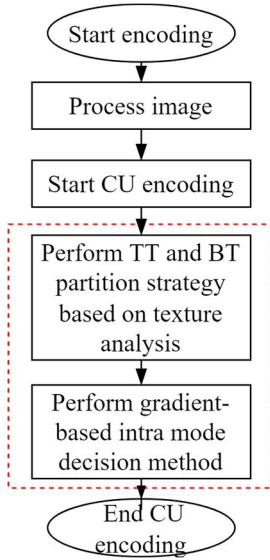 Start encoding
Process image
Start CU encoding
Perform TT and BT
partition strategy
based on texture
analysis
Perform gradient-
based intra mode
decision method
End CU
encoding